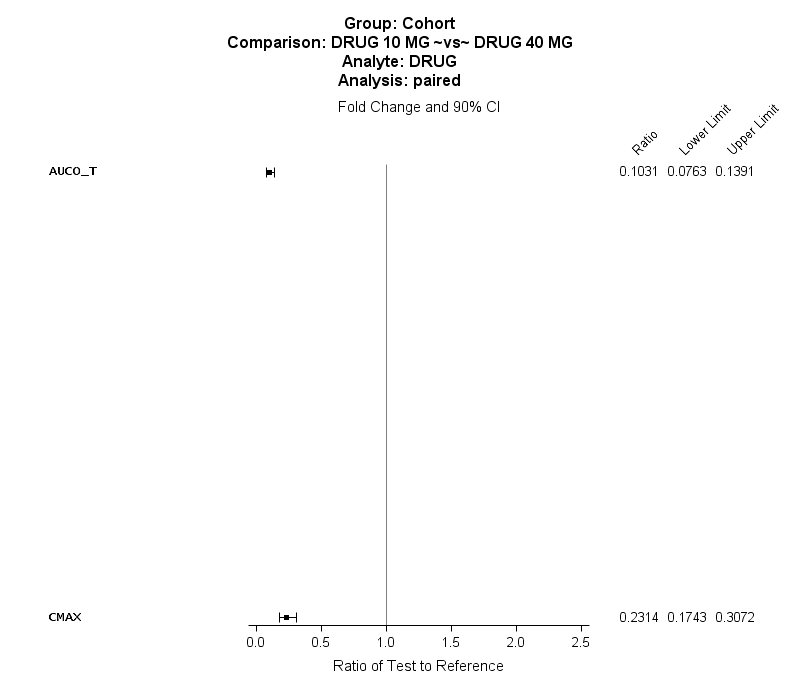 Group: Cohort
Comparison: DRUG 10 MG ~vs~ DRUG 40 MG
Analyte: DRUG
Analysis: paired
Fold Change and 90% CI
Ratio Lower Limit Upper Limit
AUCO_T 0.1031 0.0763 0.1391
CMAX 0.2314 0.1743 0.3072
0.0 0.5 1.0 1.5 2.0 2.5
Ratio of Test to Reference